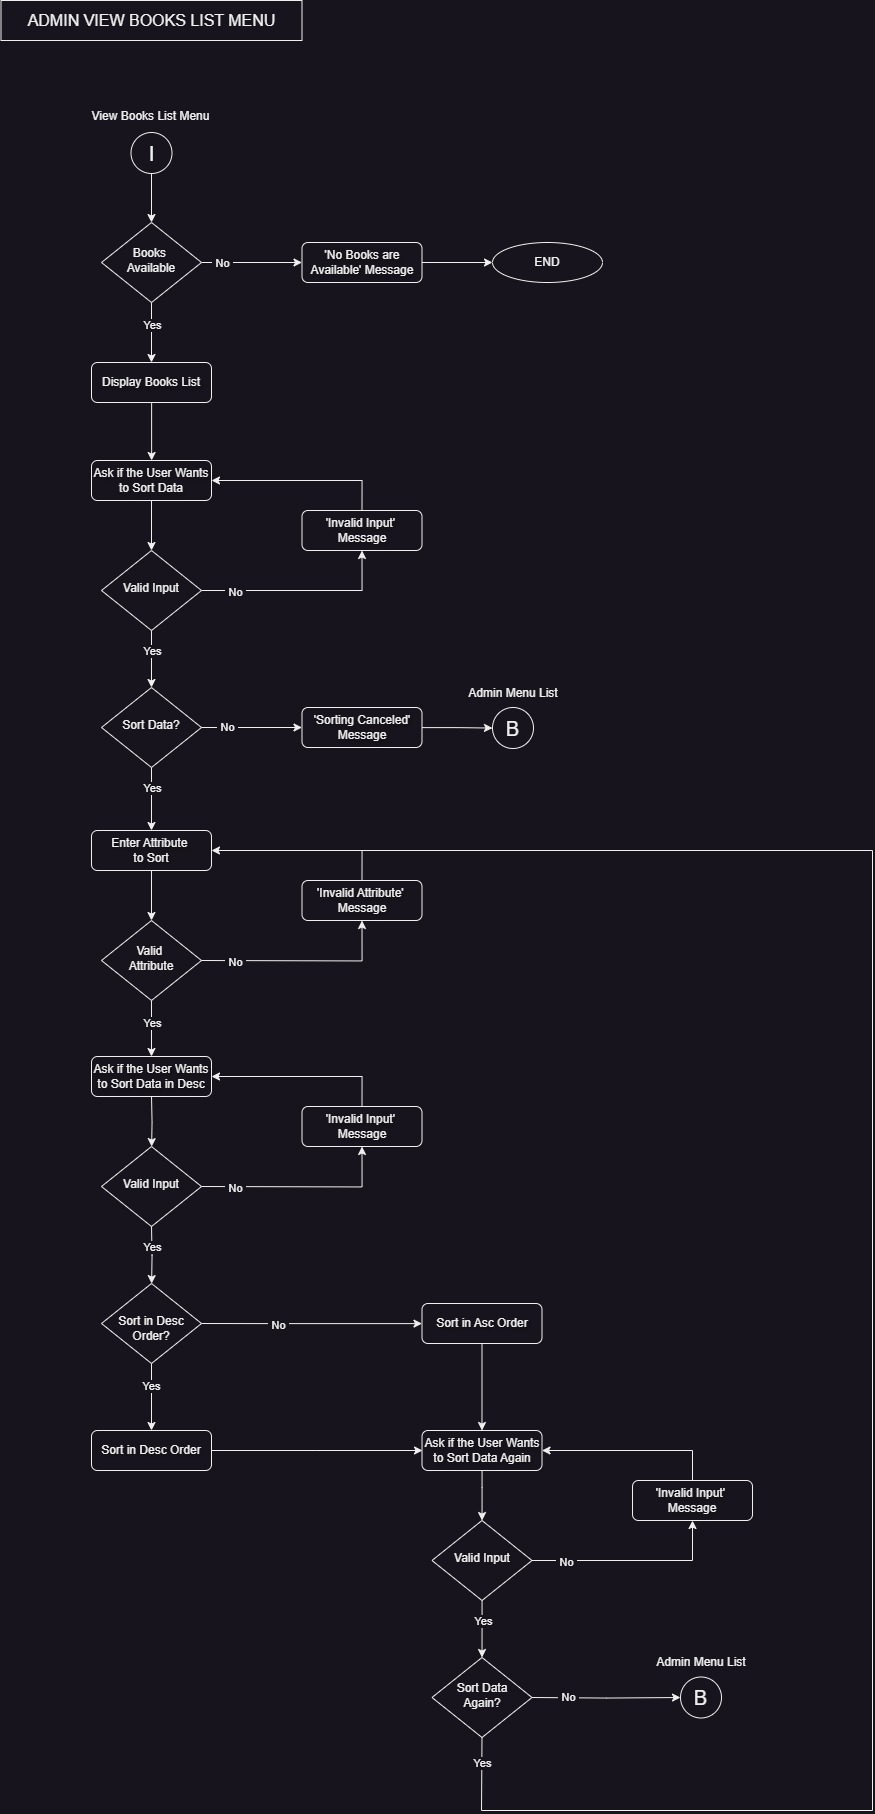 ADMIN VIEW BOOKS LIST MENU
View Books List Menu
I
Books
Available
No
'No Books are
Available' Message
END
Yes
Display Books List
Ask if the User Wants
to Sort Data
'Invalid Input'
Message
Valid Input
No
Yes
Sort Data?
No
'Sorting Canceled'
Message
Admin Menu List
B
Yes
Enter Attribute
to Sort
'Invalid Attribute'
Message
Valid
Attribute
No
Yes
Ask if the User Wants
to Sort Data in Desc
'Invalid Input'
Message
Valid Input
No
Yes
Sort in Desc
Order?
No
Sort in Asc Order
Yes
Sort in Desc Order
Ask if the User Wants
to Sort Data Again
'Invalid Input'
Message
Valid Input
No
Yes
Sort Data
Again?
No
Admin Menu List
B
Yes